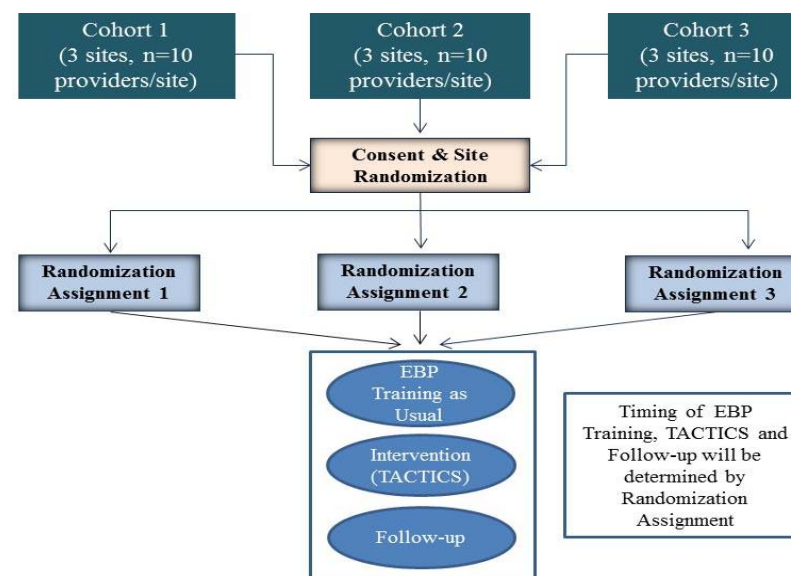 Cohort 1
(3 sites, n=10
providers/site)
Cohort 2
(3 sites, n=10
providers/site)
Cohort 3
(3 sites, n=10
providers/site)
Consent & Site
Randomization
Randomization
Assignment 1
Randomization
Assignment 2
Randomization
Assignment 3
EBP
Training as
Usual
Intervention
(TACTICS)
Follow-up
Timing of EBP
Training, TACTICS and
Follow-up will be
determined by
Randomization
Assignment